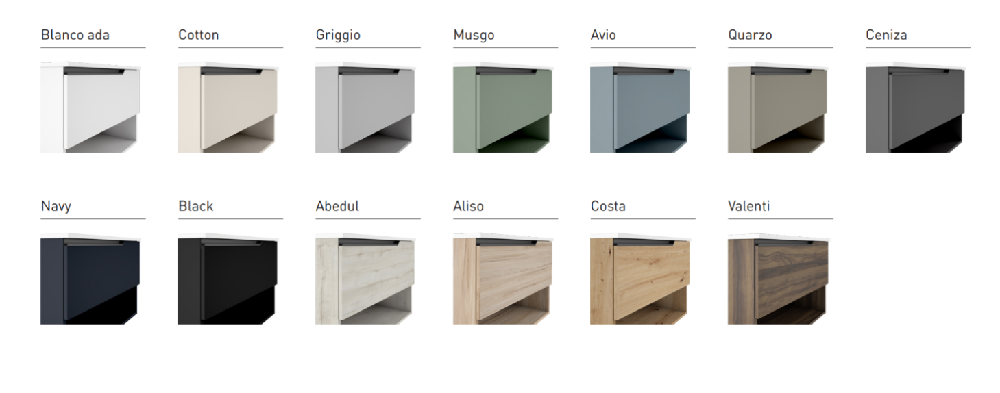 Blanco ada
Cotton
Griggio
Musgo
Avio
Quarzo
Ceniza
Navy
Black
Abedul
Aliso
Costa
Valenti